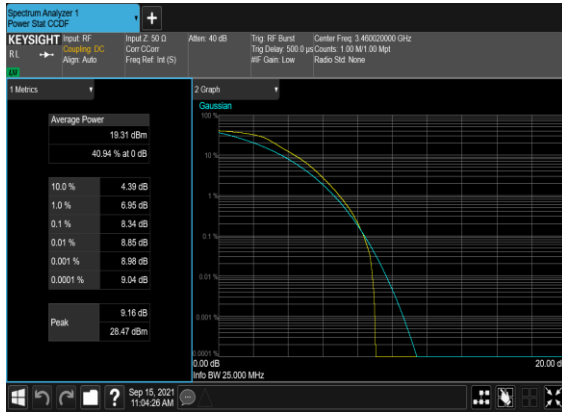 Spectrum Analyzer 1
Power Stat CCDF
+
KEYSIGHT
RL
LXI
Input: RF
Coupling: DC
Align: Auto
Input Z: 50 Ω
Corr CCorr
Freq Ref: Int (S)
Atten: 40 dB
Trig: RF Burst
Trig Delay: 500.0 µs
#IF Gain: Low
Center Freq: 3.460020000 GHz
Counts: 1.00 M/1.00 Mpt
Radio Std: None
1 Metrics
Average Power
19.31 dBm
40.94 % at 0 dB
10.0 % 4.39 dB
1.0 % 6.95 dB
0.1 % 8.34 dB
0.01 % 8.85 dB
0.001 % 8.98 dB
0.0001 % 9.04 dB
Peak
9.16 dB
28.47 dBm
2 Graph
Gaussian
100 %
10 %
1 %
0.1 %
0.01 %
0.001 %
0.0001 %
0.00 dB
20.00 d
Info BW 25.000 MHz
?
Sep 15, 2021
11:04:26 AM